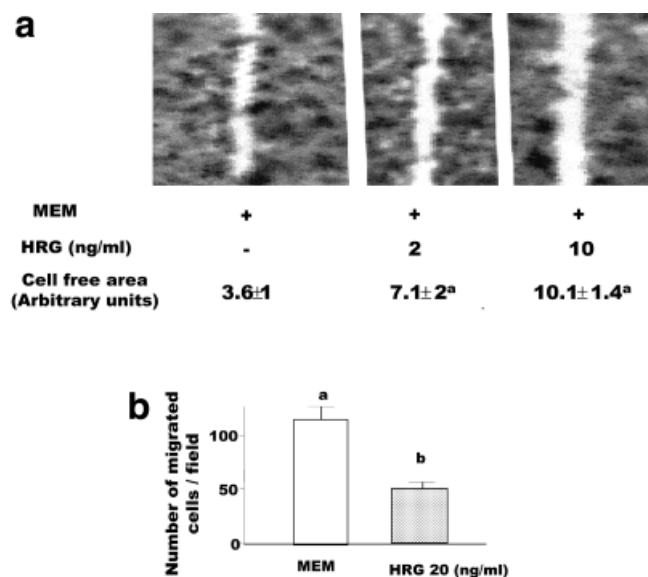 a
MEM + + +
HRG (ng/ml) - 2 10
Cell free area
(Arbitrary units) 3.6±1 7.1±2ᵃ 10.1±1.4ᵃ
b
Number of migrated
cells / field
100
50
0
a
b
MEM HRG 20 (ng/ml)